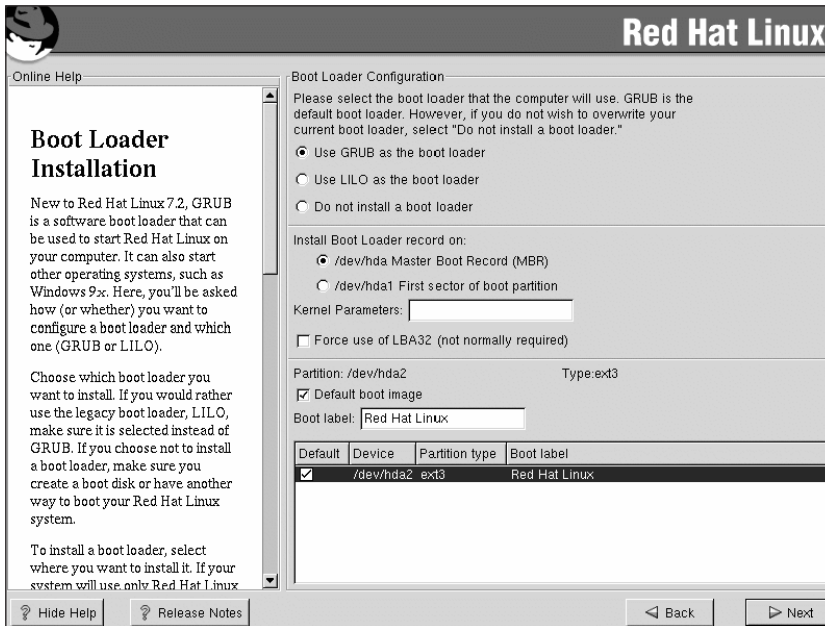 Red Hat Linux
Online Help
Boot Loader
Installation
New to Red Hat Linux 7.2, GRUB
is a software boot loader that can
be used to start Red Hat Linux on
your computer. It can also start
other operating systems, such as
Windows 9x. Here, you'll be asked
how (or whether) you want to
configure a boot loader and which
one (GRUB or LILO).
Choose which boot loader you
want to install. If you would rather
use the legacy boot loader, LILO,
make sure it is selected instead of
GRUB. If you choose not to install
a boot loader, make sure you
create a boot disk or have another
way to boot your Red Hat Linux
system.
To install a boot loader, select
where you want to install it. If your
system will use only Red Hat Linux
Boot Loader Configuration
Please select the boot loader that the computer will use. GRUB is the
default boot loader. However, if you do not wish to overwrite your
current boot loader, select "Do not install a boot loader."
Use GRUB as the boot loader
Use LILO as the boot loader
Do not install a boot loader
Install Boot Loader record on:
/dev/hda Master Boot Record (MBR)
/dev/hda1 First sector of boot partition
Kernel Parameters:
Force use of LBA32 (not normally required)
Partition: /dev/hda2 Type:ext3
Default boot image
Boot label: Red Hat Linux
Default Device Partition type Boot label
/dev/hda2 ext3 Red Hat Linux
Hide Help Release Notes Back Next